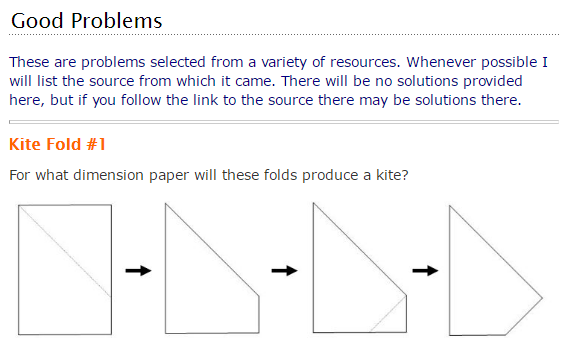 Good Problems
These are problems selected from a variety of resources. Whenever possible I
will list the source from which it came. There will be no solutions provided
here, but if you follow the link to the source there may be solutions there.
Kite Fold #1
For what dimension paper will these folds produce a kite?